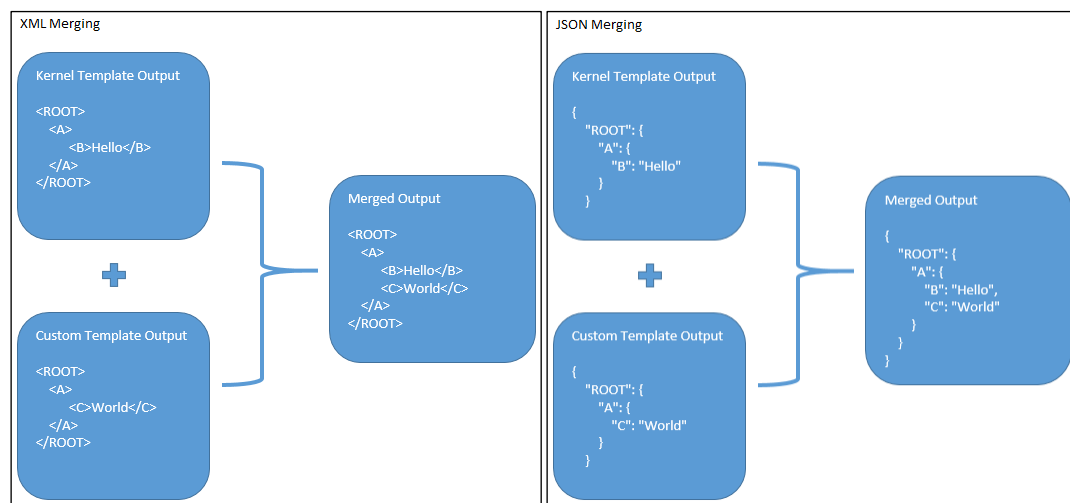 XML Merging
Kernel Template Output
<ROOT>
<A>
<B>Hello</B>
</A>
</ROOT>
Custom Template Output
<ROOT>
<A>
<C>World</C>
</A>
</ROOT>
Merged Output
<ROOT>
<A>
<B>Hello</B>
<C>World</C>
</A>
</ROOT>
JSON Merging
Kernel Template Output
{
"ROOT": {
"A": {
"B": "Hello"
}
}
Custom Template Output
{
"ROOT": {
"A": {
"C": "World"
}
}
Merged Output
{
"ROOT": {
"A": {
"B": "Hello",
"C": "World"
}
}
}